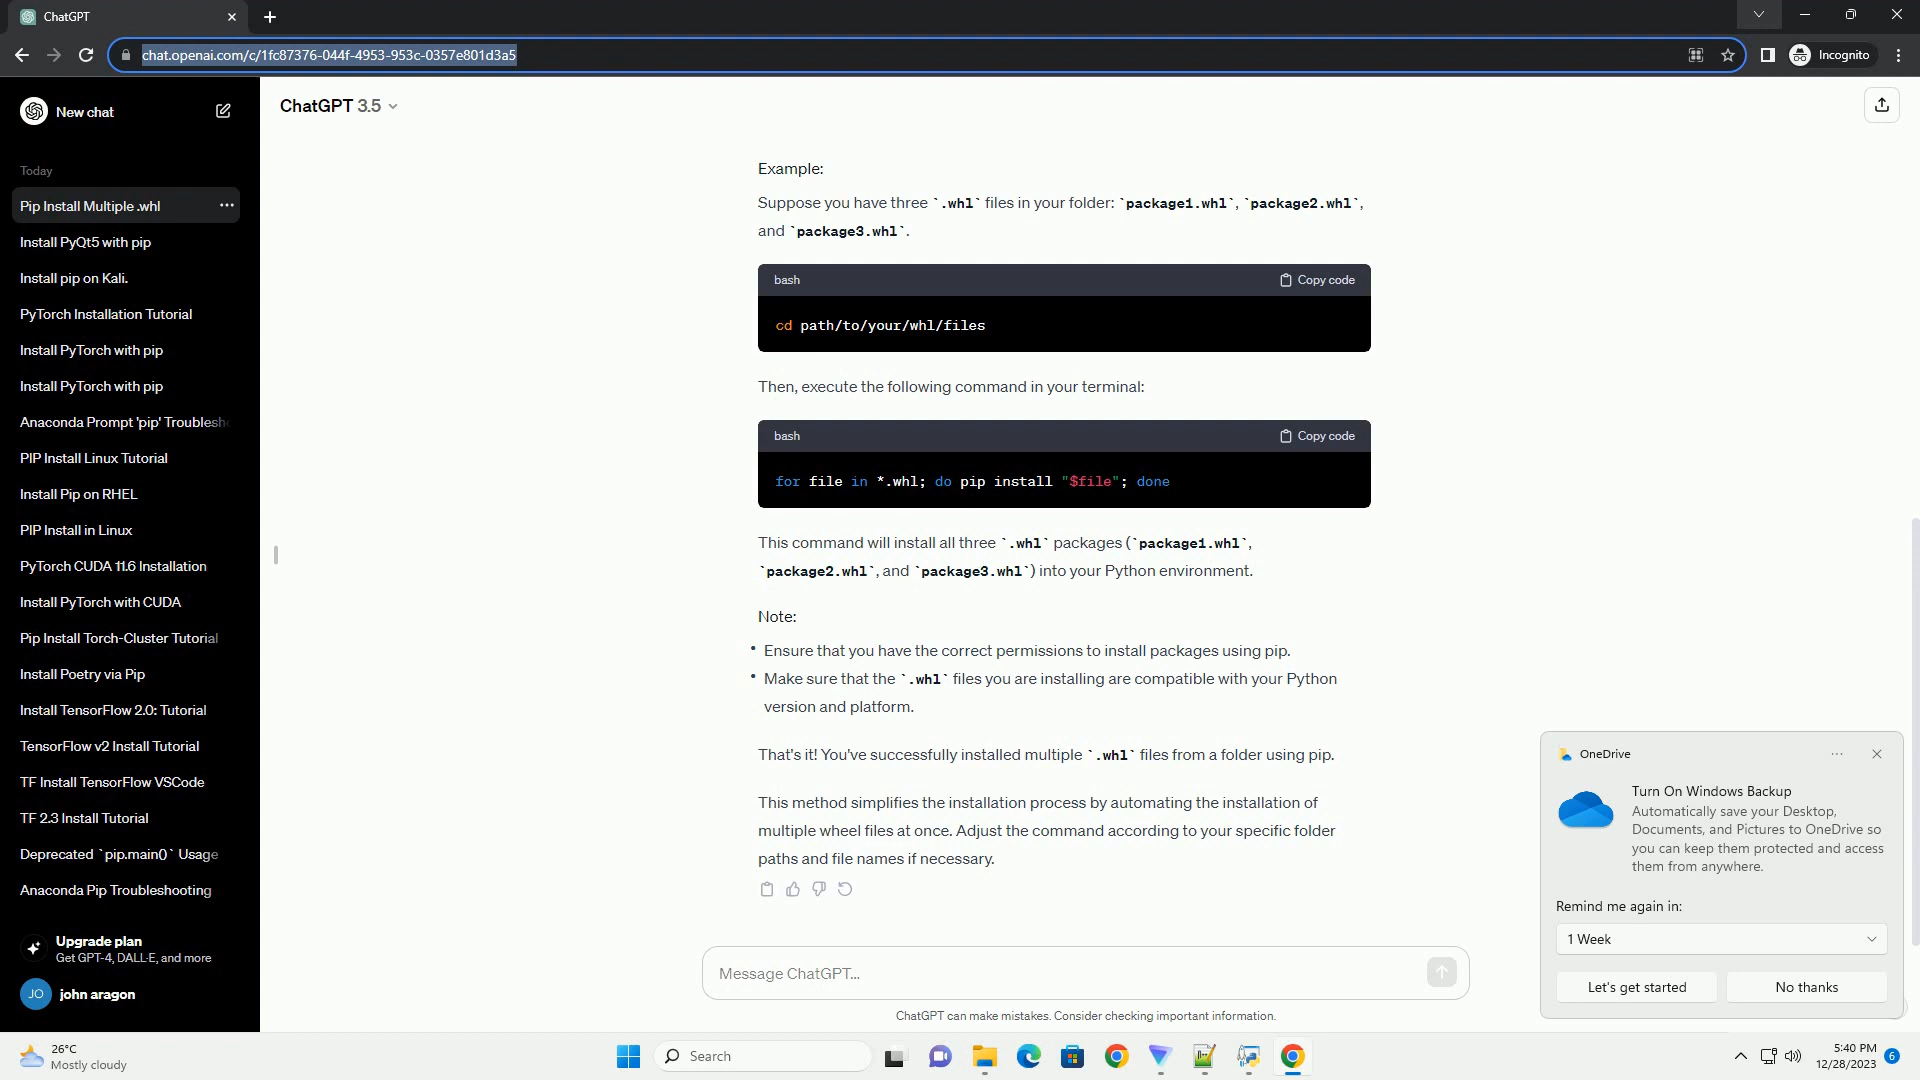 ChatGPT
chat.openai.com/c/1fc87376-044f-4953-953c-0357e801d3a5
Incognito
New chat
Today
Pip Install Multiple .whl
Install PyQt5 with pip
Install pip on Kali.
PyTorch Installation Tutorial
Install PyTorch with pip
Install PyTorch with pip
Anaconda Prompt 'pip' Troublesh
PIP Install Linux Tutorial
Install Pip on RHEL
PIP Install in Linux
PyTorch CUDA 11.6 Installation
Install PyTorch with CUDA
Pip Install Torch-Cluster Tutorial
Install Poetry via Pip
Install TensorFlow 2.0: Tutorial
TensorFlow v2 Install Tutorial
TF Install TensorFlow VSCode
TF 2.3 Install Tutorial
Deprecated `pip.main()` Usage
Anaconda Pip Troubleshooting
Upgrade plan
Get GPT-4, DALL·E, and more
JO john aragon
ChatGPT 3.5
Example:
Suppose you have three `.whl` files in your folder: `package1.whl`, `package2.whl`,
and `package3.whl`.
bash Copy code
cd path/to/your/whl/files
Then, execute the following command in your terminal:
bash Copy code
for file in *.whl; do pip install "$file"; done
This command will install all three `.whl` packages (`package1.whl`,
`package2.whl`, and `package3.whl`) into your Python environment.
Note:
• Ensure that you have the correct permissions to install packages using pip.
• Make sure that the `.whl` files you are installing are compatible with your Python
version and platform.
That's it! You've successfully installed multiple `.whl` files from a folder using pip.
This method simplifies the installation process by automating the installation of
multiple wheel files at once. Adjust the command according to your specific folder
paths and file names if necessary.
Message ChatGPT...
ChatGPT can make mistakes. Consider checking important information.
OneDrive
Turn On Windows Backup
Automatically save your Desktop,
Documents, and Pictures to OneDrive so
you can keep them protected and access
them from anywhere.
Remind me again in:
1 Week
Let's get started No thanks
26°C
Mostly cloudy
Search
5:40 PM
12/28/2023
6